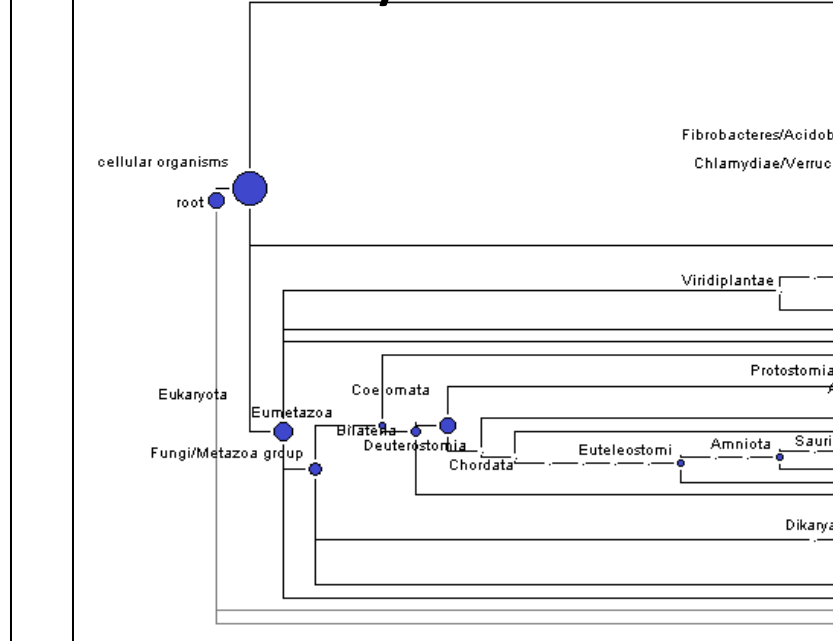 Fibrobacteres/Acidob
cellular organisms
Chlamydiae/Verruc
root
Viridiplantae
Protostomia
Eukaryota
Coelomata
Eumetazoa
Bilateria
Deuterostomia
Amniota
Sauri
Fungi/Metazoa group
Euteleostomi
Chordata
Dikarya